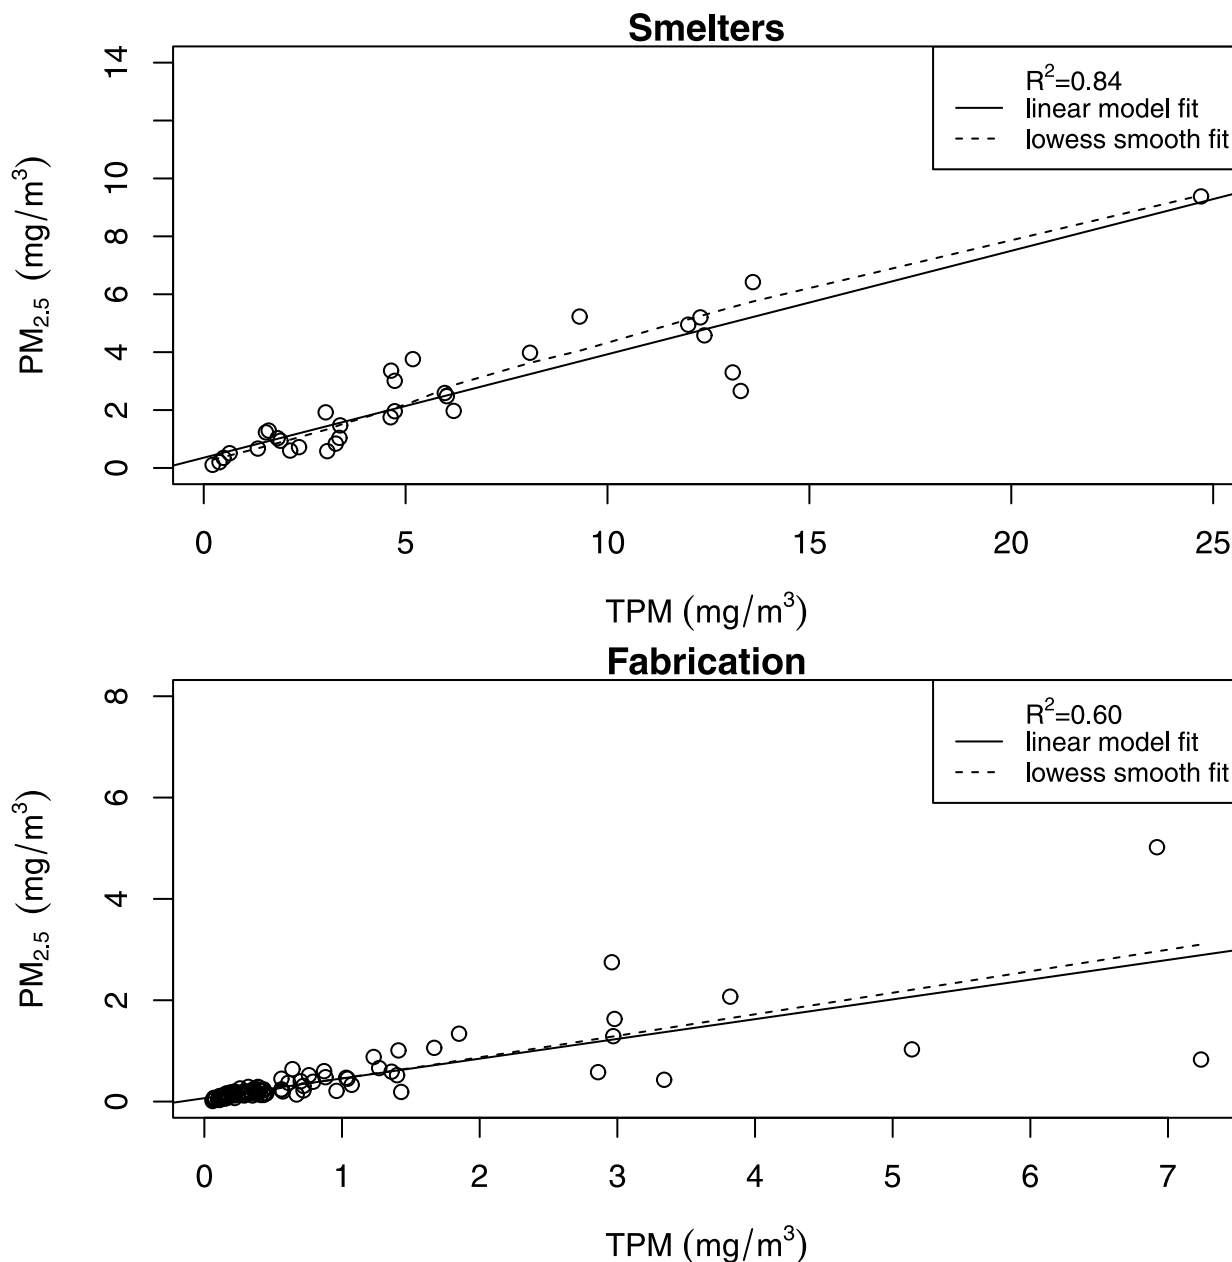 Smelters
14
10
8
6
4
2
0
PM2.5 (mg/m³)
R²=0.84
linear model fit
lowess smooth fit
0 5 10 15 20 25
TPM (mg/m³)
Fabrication
8
6
4
2
0
PM2.5 (mg/m³)
R²=0.60
linear model fit
lowess smooth fit
0 1 2 3 4 5 6 7
TPM (mg/m³)